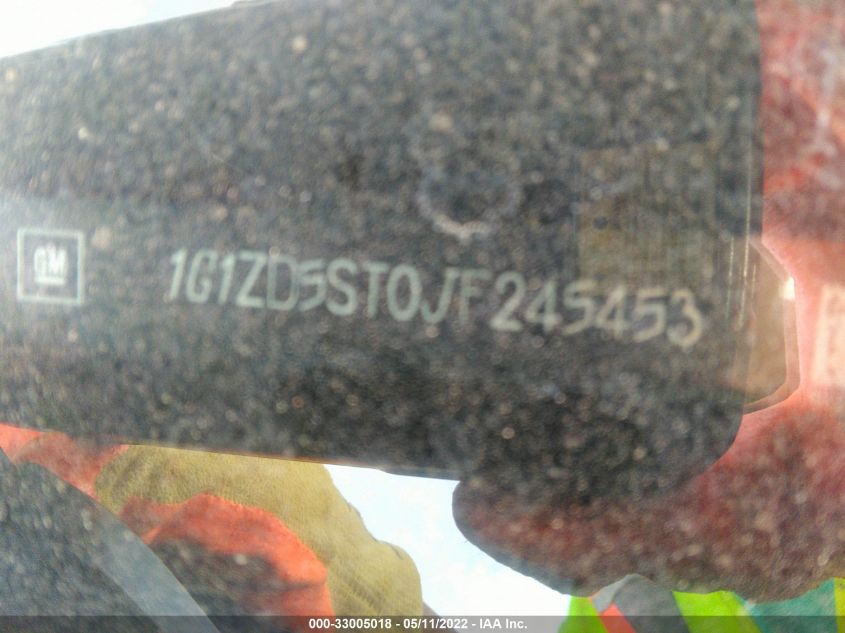 GM
1G1ZD5ST0JF245453
000-33005018 - 05/11/2022 - IAA Inc.